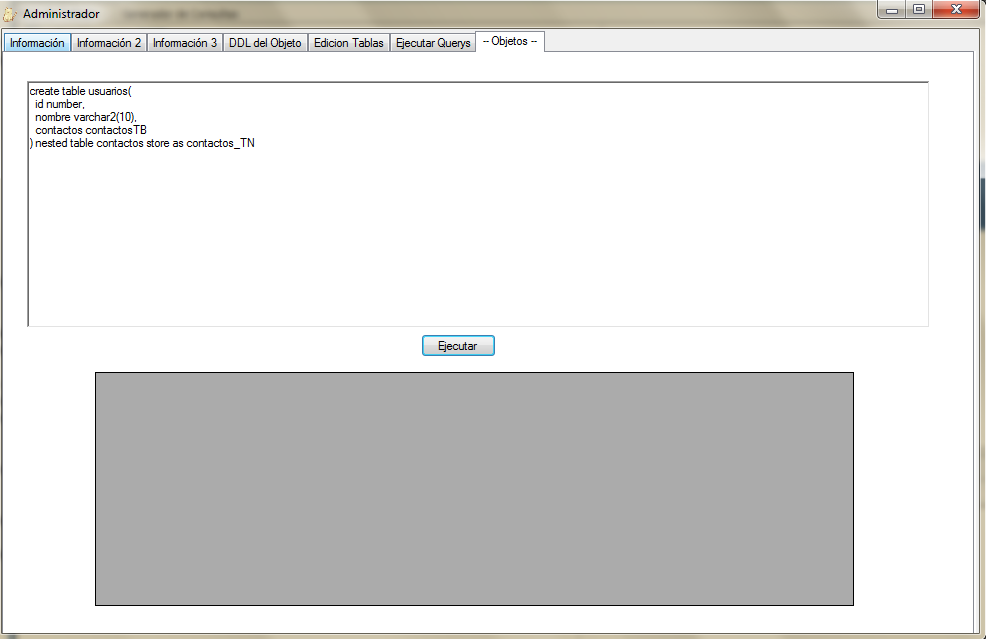 Administrador
Información Información 2 Información 3 DDL del Objeto Edicion Tablas Ejecutar Querys -- Objetos --
create table usuarios(
id number,
nombre varchar2(10),
contactos contactosTB
) nested table contactos store as contactos_TN
Ejecutar